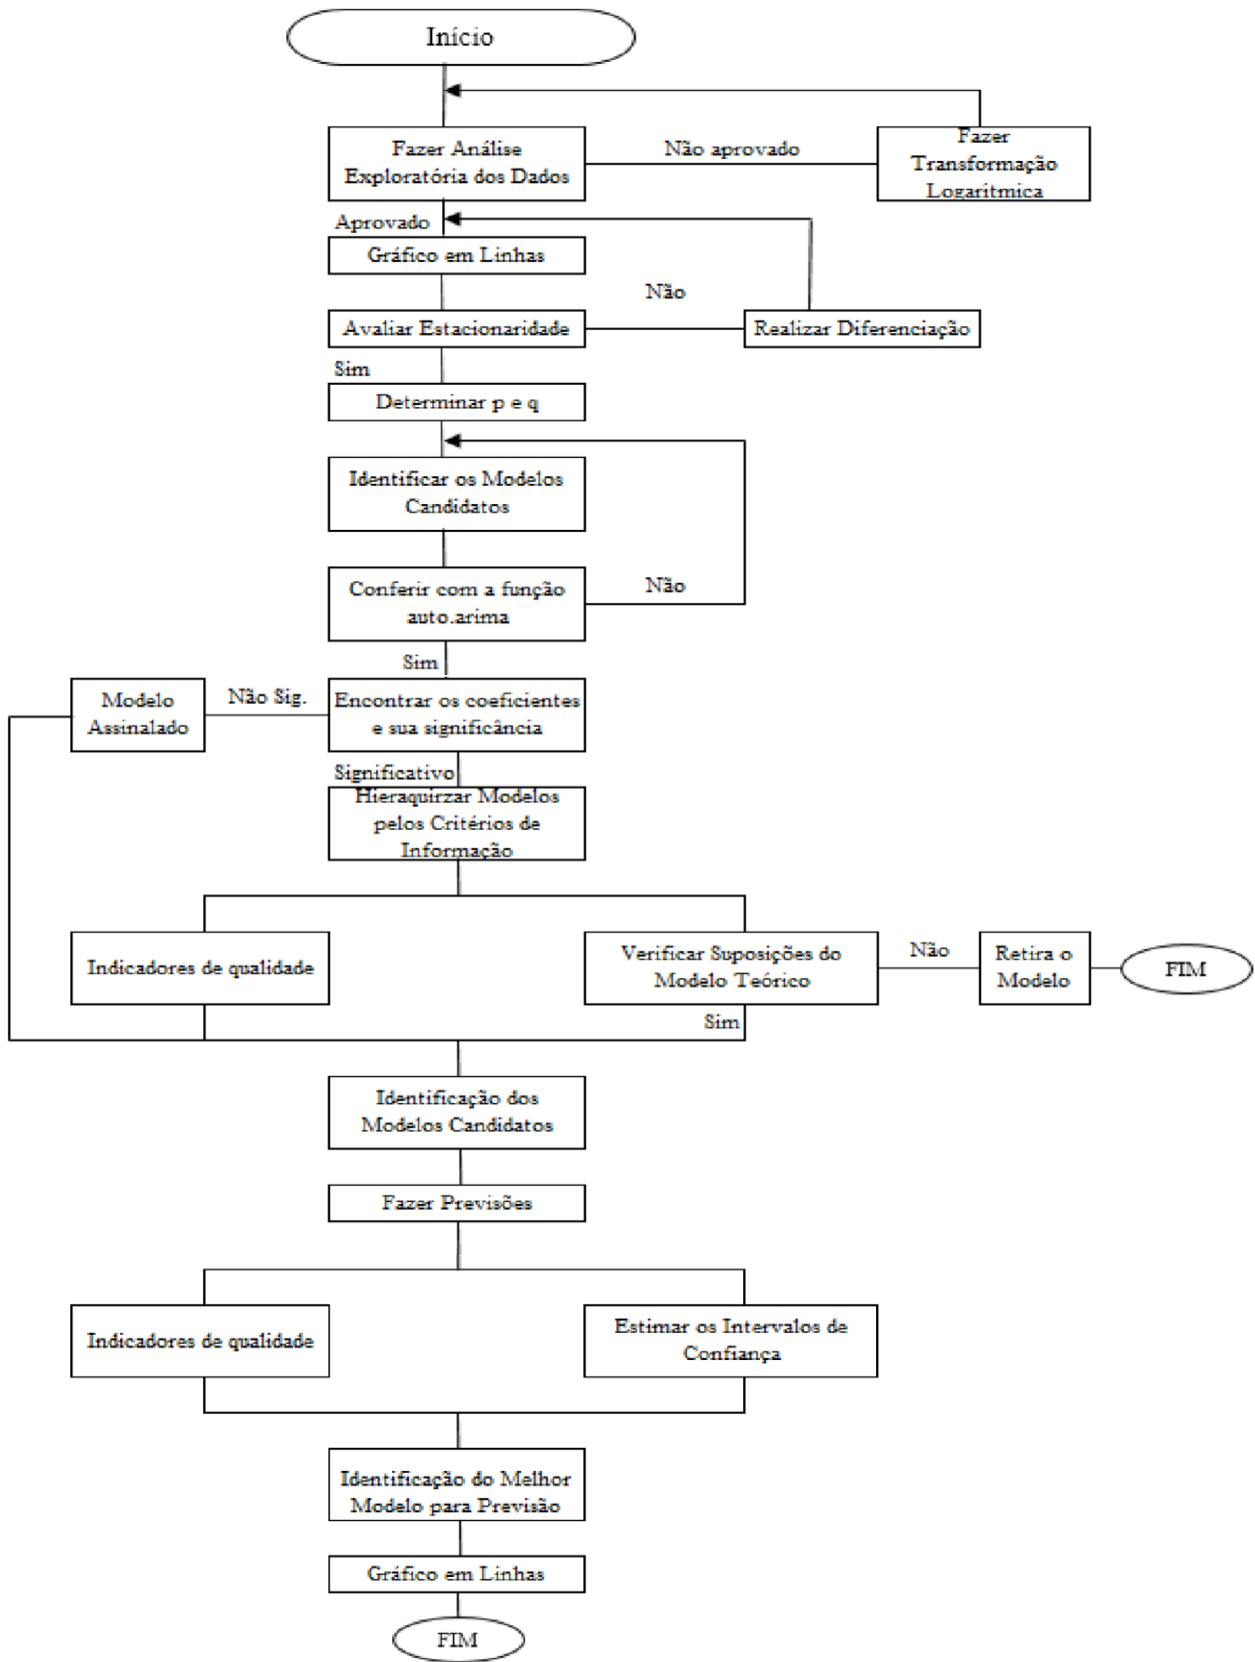 Início
Fazer Análise
Exploratória dos Dados
Não aprovado
Fazer
Transformação
Logarítmica
Aprovado
Gráfico em Linhas
Não
Avaliar Estacionaridade
Realizar Diferenciação
Sim
Determinar p e q
Identificar os Modelos
Candidatos
Conferir com a função
auto.arima
Não
Sim
Modelo
Assinalado
Não Sig.
Encontrar os coeficientes
e sua significância
Significativo
Hieraquirzar Modelos
pelos Critérios de
Informação
Indicadores de qualidade
Verificar Suposições do
Modelo Teórico
Não
Retira o
Modelo
FIM
Sim
Identificação dos
Modelos Candidatos
Fazer Previsões
Indicadores de qualidade
Estimar os Intervalos de
Confiança
Identificação do Melhor
Modelo para Previsão
Gráfico em Linhas
FIM